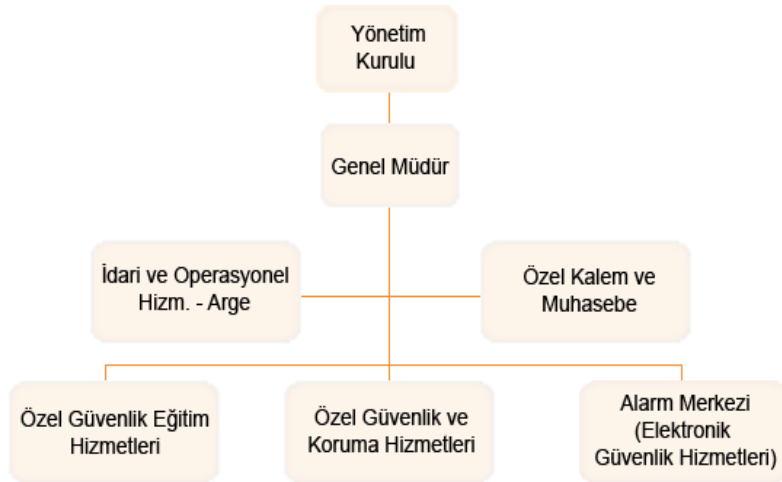 Yönetim
Kurulu
Genel Müdür
İdari ve Operasyonel
Hizm. - Arge
Özel Kalem ve
Muhasebe
Özel Güvenlik Eğitim
Hizmetleri
Özel Güvenlik ve
Koruma Hizmetleri
Alarm Merkezi
(Elektronik
Güvenlik Hizmetleri)